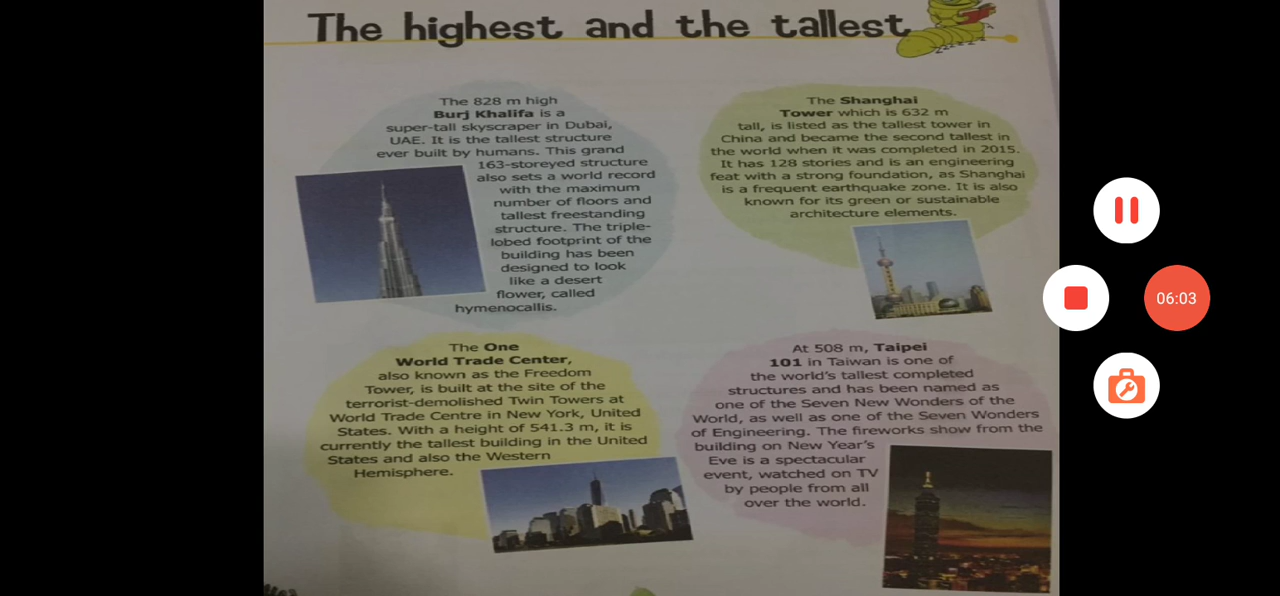 The highest and the tallest
The 828 m high
Burj Khalifa is a
super-tall skyscraper in Dubai,
UAE. It is the tallest structure
ever built by humans. This grand
163-storeyed structure
also sets a world record
with the maximum
number of floors and
tallest freestanding
structure. The triple-
lobed footprint of the
building has been
designed to look
like a desert
flower, called
hymenocallis.
The Shanghai
Tower which is 632 m
tall, is listed as the tallest tower in
China and became the second tallest in
the world when it was completed in 2015.
It has 128 stories and is an engineering
feat with a strong foundation, as Shanghai
is a frequent earthquake zone. It is also
known for its green or sustainable
architecture elements.
The One
World Trade Center,
also known as the Freedom
Tower, is built at the site of the
terrorist-demolished Twin Towers at
World Trade Centre in New York, United
States. With a height of 541.3 m, it is
currently the tallest building in the United
States and also the Western
Hemisphere.
At 508 m, Taipei
101 in Taiwan is one of
the world's tallest completed
structures and has been named as
one of the Seven New Wonders of the
World, as well as one of the Seven Wonders
of Engineering. The fireworks show from the
building on New Year's
Eve is a spectacular
event, watched on TV
by people from all
over the world.
06:03